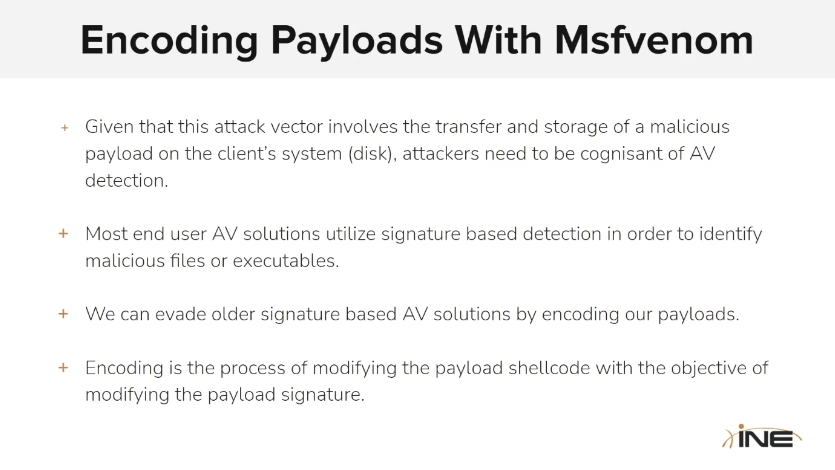 Encoding Payloads With Msfvenom
+ Given that this attack vector involves the transfer and storage of a malicious
payload on the client's system (disk), attackers need to be cognisant of AV
detection.
+ Most end user AV solutions utilize signature based detection in order to identify
malicious files or executables.
+ We can evade older signature based AV solutions by encoding our payloads.
+ Encoding is the process of modifying the payload shellcode with the objective of
modifying the payload signature.
iNE